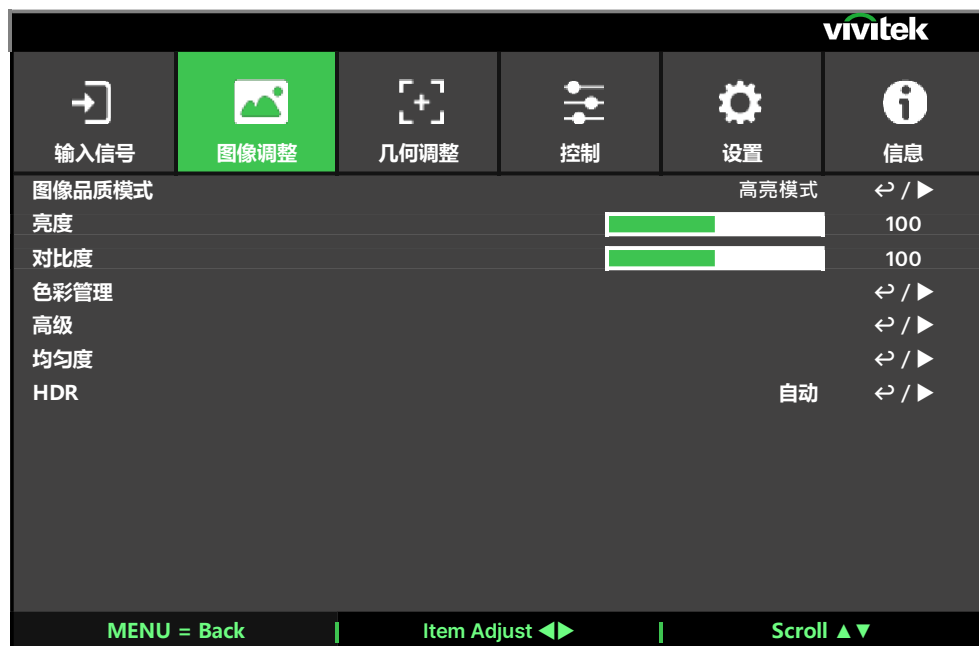 vivitek
输入信号 图像调整 几何调整 控制 设置 信息
图像品质模式 高亮模式 ↩ / ▶
亮度 100
对比度 100
色彩管理 ↩ / ▶
高级 ↩ / ▶
均匀度 ↩ / ▶
HDR 自动 ↩ / ▶
MENU = Back | Item Adjust ◀▶ | Scroll ▲▼